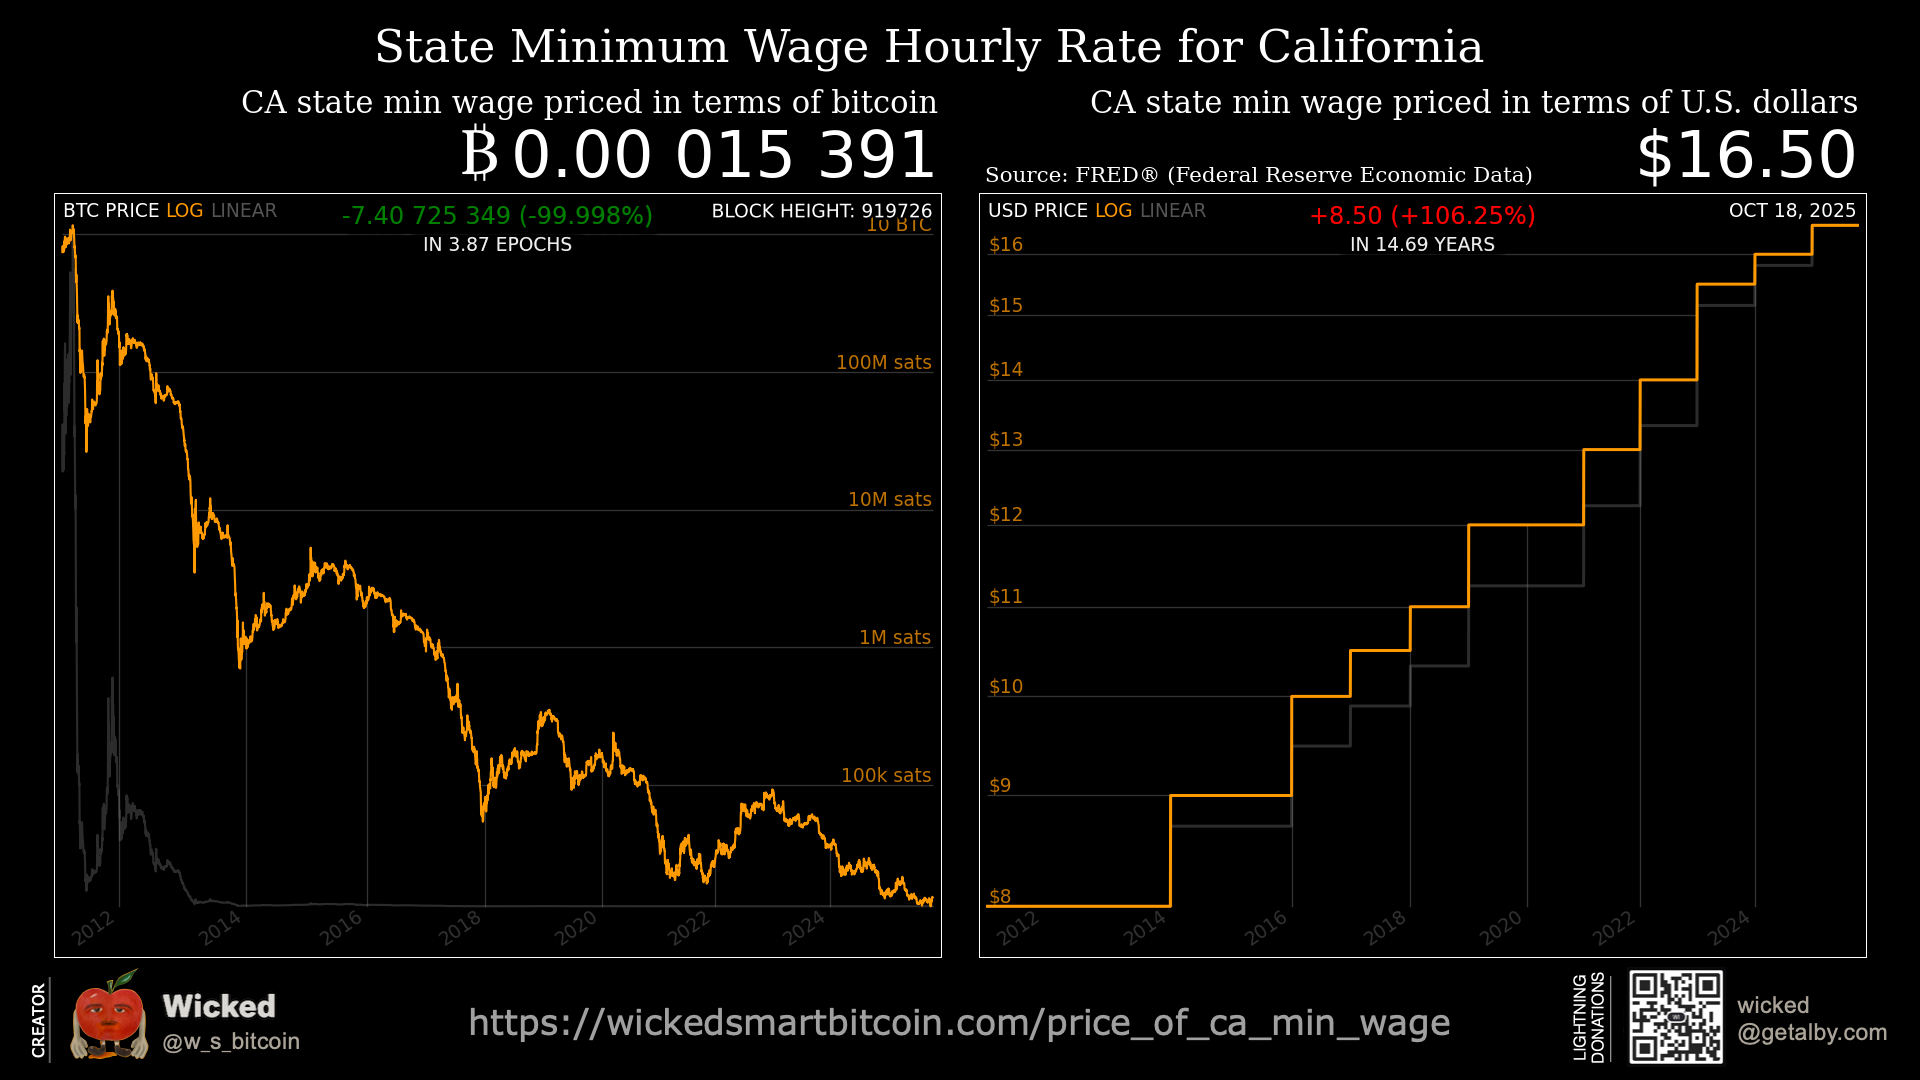 State Minimum Wage Hourly Rate for California
CA state min wage priced in terms of bitcoin
₿ 0.00 015 391
CA state min wage priced in terms of U.S. dollars
Source: FRED® (Federal Reserve Economic Data)
$16.50
BTC PRICE LOG LINEAR
-7.40 725 349 (-99.998%)
IN 3.87 EPOCHS
BLOCK HEIGHT: 919726
10 BTC
100M sats
10M sats
1M sats
100k sats
2012 2014 2016 2018 2020 2022 2024
USD PRICE LOG LINEAR
+8.50 (+106.25%)
IN 14.69 YEARS
OCT 18, 2025
$16
$15
$14
$13
$12
$11
$10
$9
$8
2012 2014 2016 2018 2020 2022 2024
CREATOR
Wicked
@w_s_bitcoin
https://wickedsmartbitcoin.com/price_of_ca_min_wage
LIGHTNING
DONATIONS
wicked
@getalby.com